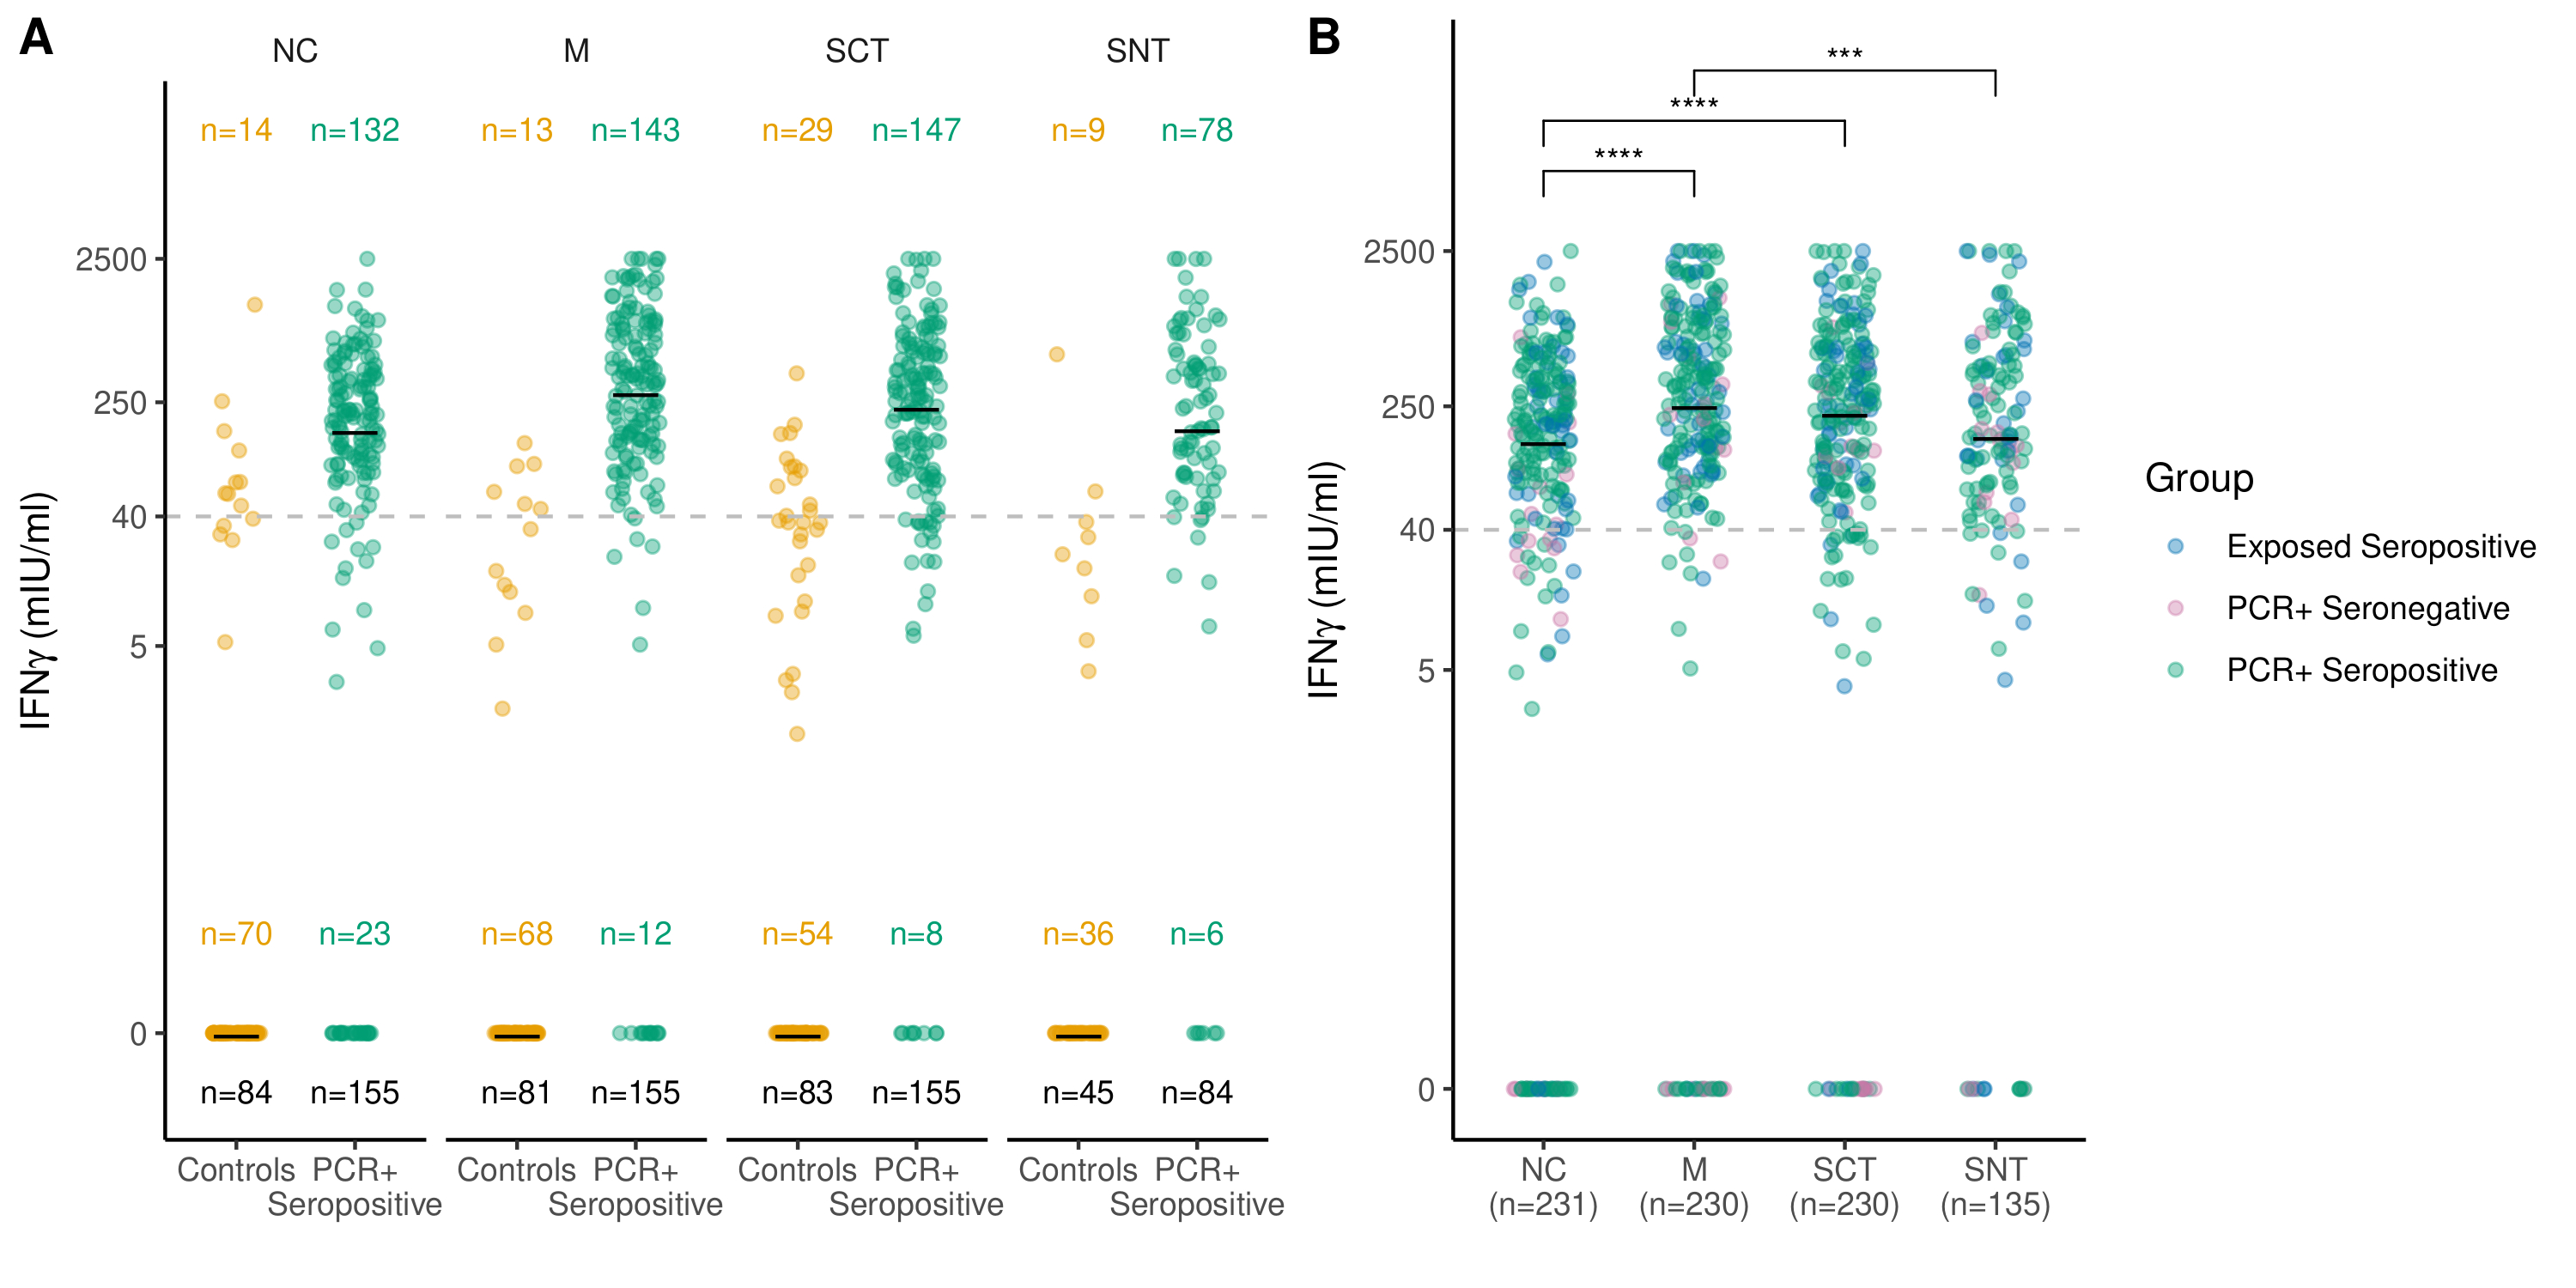 A
NC M SCT SNT
n=14 n=132 n=13 n=143 n=29 n=147 n=9 n=78
2500
250
40
5
0
IFNγ (mIU/ml)
n=70 n=23 n=68 n=12 n=54 n=8 n=36 n=6
n=84 n=155 n=81 n=155 n=83 n=155 n=45 n=84
Controls PCR+ Controls PCR+ Controls PCR+ Controls PCR+
Seropositive Seropositive Seropositive Seropositive
B
***
****
****
2500
250
40
5
0
IFNγ (mIU/ml)
NC M SCT SNT
(n=231) (n=230) (n=230) (n=135)
Group
Exposed Seropositive
PCR+ Seronegative
PCR+ Seropositive